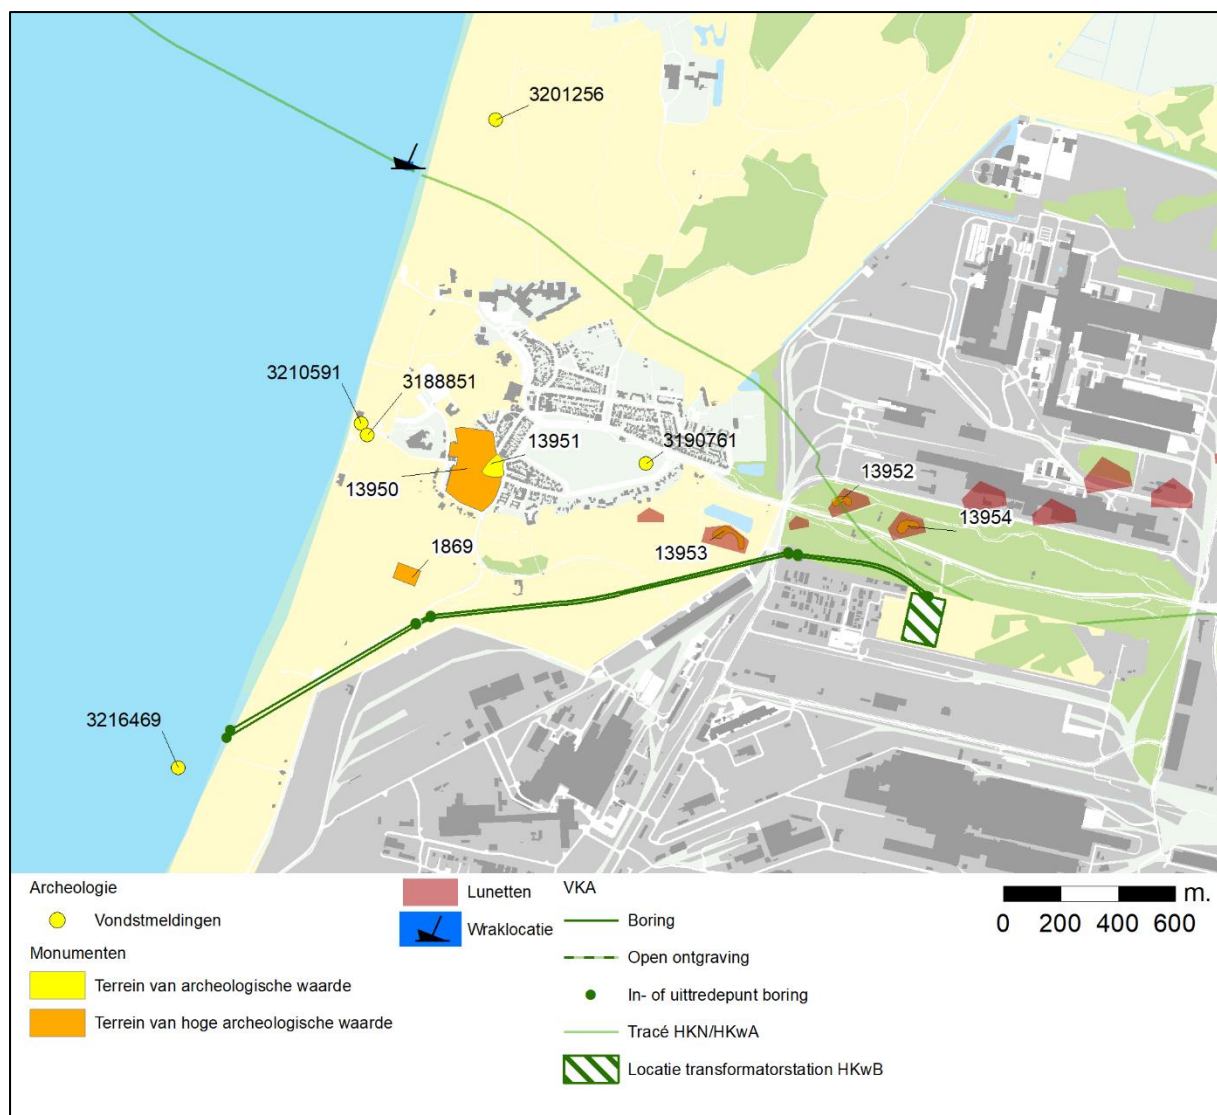 3201256
3210591
3188851
13951
3190761
13950
13952
13954
1869
13953
3216469
Archeologie
Vondstmeldingen
Monumenten
Terrein van archeologische waarde
Terrein van hoge archeologische waarde
Lunetten
Wraklocatie
VKA
Boring
Open ontgraving
In- of uittredepunt boring
Tracé HKN/HKwA
Locatie transformatorstation HKwB
m.
0 200 400 600